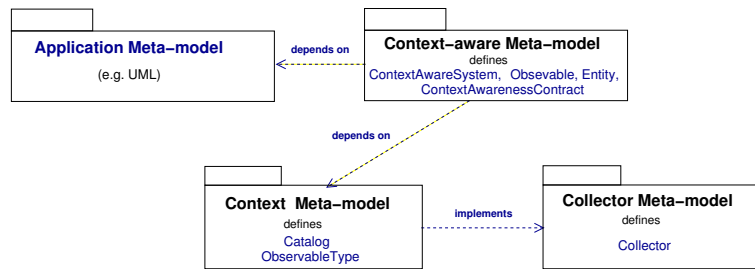 Application Meta-model
(e.g. UML)
depends on
Context-aware Meta-model
defines
ContextAwareSystem, Obsevable, Entity,
ContextAwarenessContract
depends on
Context Meta-model
defines
Catalog
ObservableType
implements
Collector Meta-model
defines
Collector